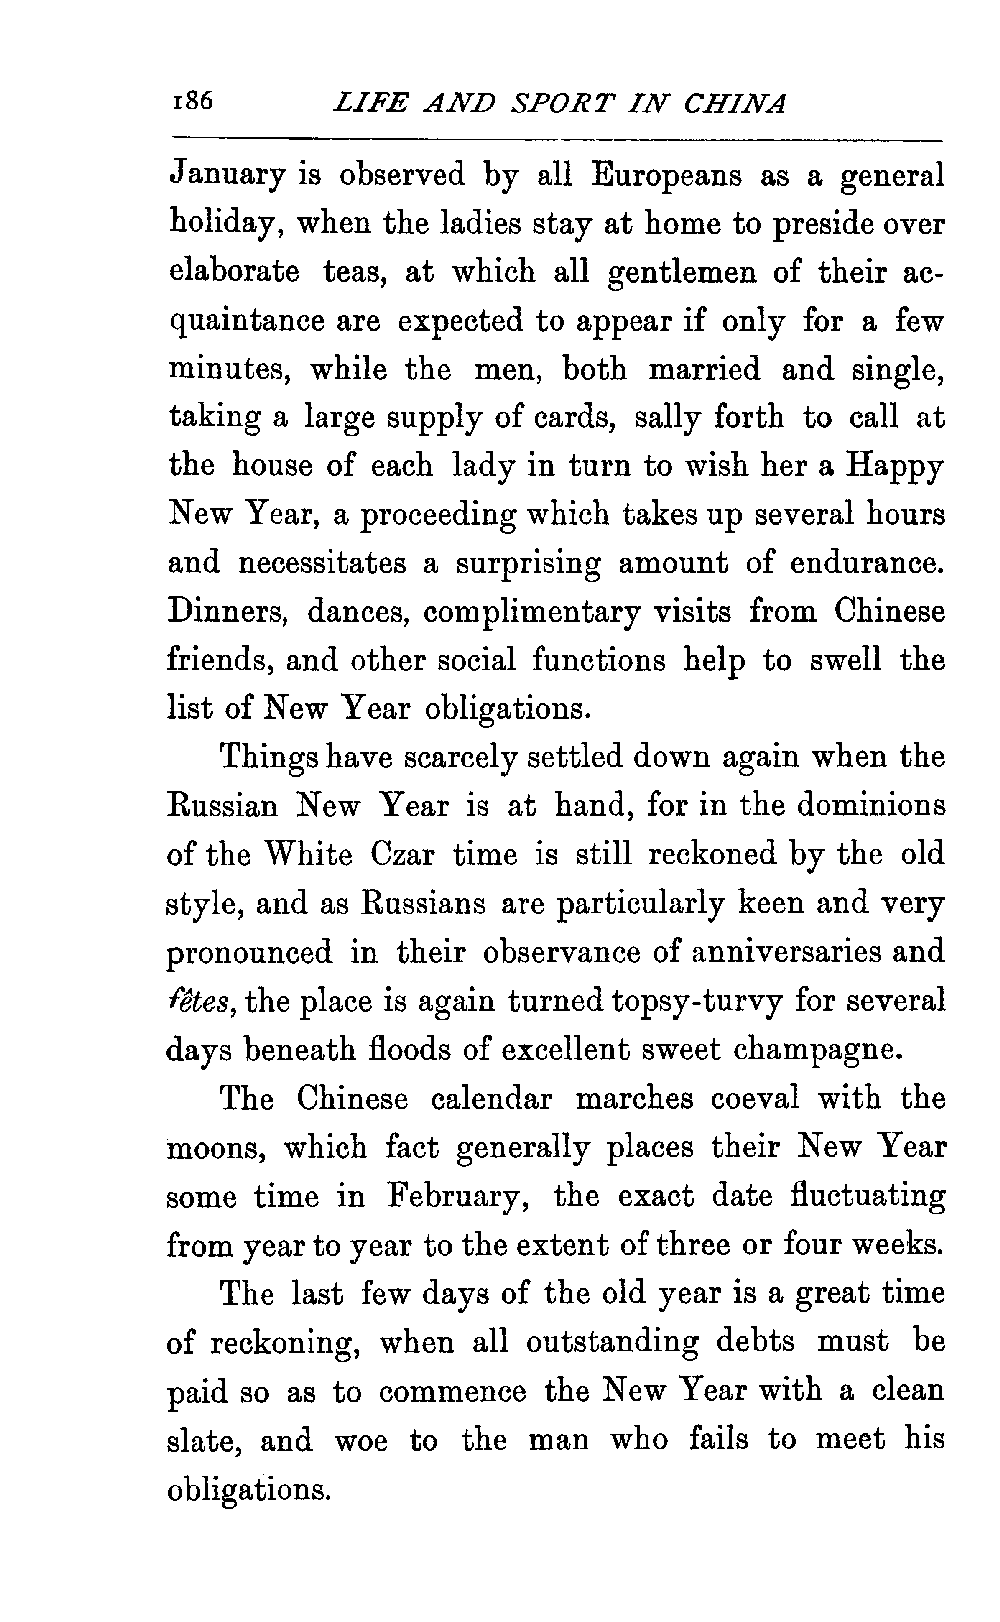 186 LIFE AND SPORT IN CHINA
January is observed by all Europeans as a general
holiday, when the ladies stay at home to preside over
elaborate teas, at which all gentlemen of their ac-
quaintance are expected to appear if only for a few
minutes, while the men, both married and single,
taking a large supply of cards, sally forth to call at
the house of each lady in turn to wish her a Happy
New Year, a proceeding which takes up several hours
and necessitates a surprising amount of endurance.
Dinners, dances, complimentary visits from Chinese
friends, and other social functions help to swell the
list of New Year obligations.
Things have scarcely settled down again when the
Russian New Year is at hand, for in the dominions
of the White Czar time is still reckoned by the old
style, and as Russians are particularly keen and very
pronounced in their observance of anniversaries and
fêtes, the place is again turned topsy-turvy for several
days beneath floods of excellent sweet champagne.
The Chinese calendar marches coeval with the
moons, which fact generally places their New Year
some time in February, the exact date fluctuating
from year to year to the extent of three or four weeks.
The last few days of the old year is a great time
of reckoning, when all outstanding debts must be
paid so as to commence the New Year with a clean
slate, and woe to the man who fails to meet his
obligations.